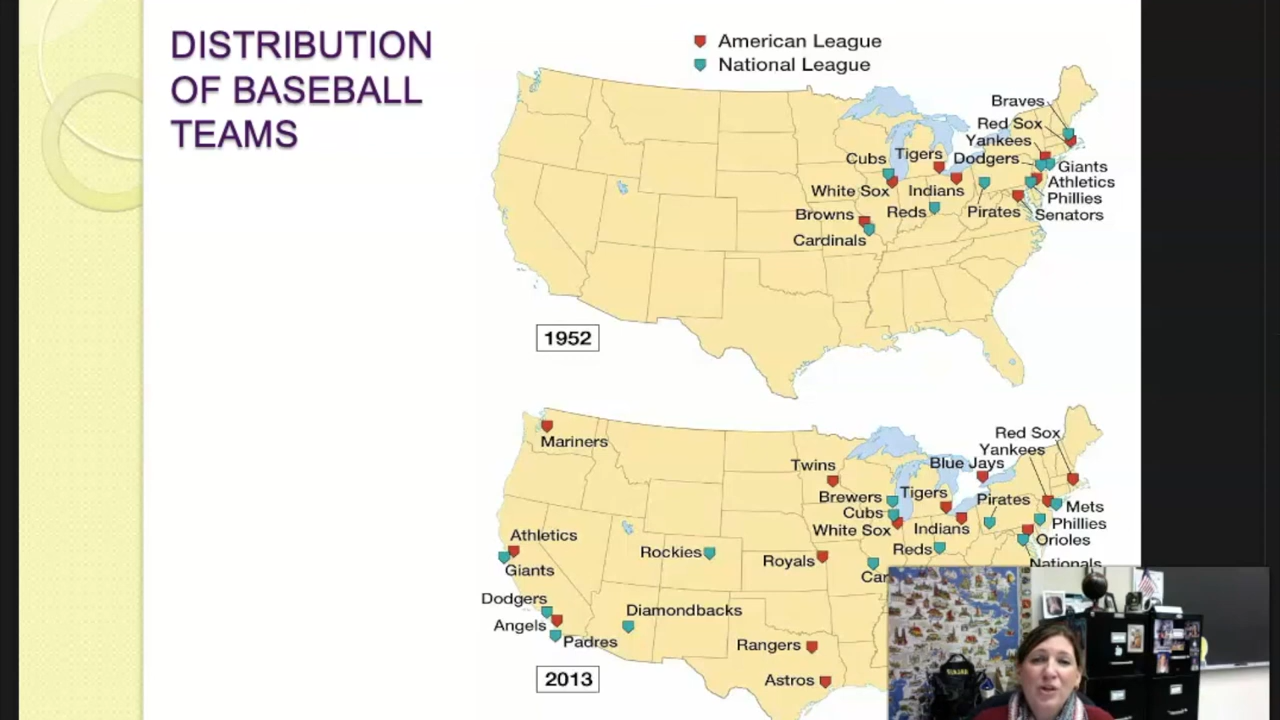 DISTRIBUTION
OF BASEBALL
TEAMS
American League
National League
Braves
Red Sox
Yankees
Cubs
Tigers
Dodgers
Giants
Athletics
White Sox
Indians
Phillies
Browns
Reds
Pirates
Senators
Cardinals
1952
Mariners
Red Sox
Yankees
Twins
Blue Jays
Brewers
Tigers
Pirates
Mets
Cubs
Phillies
White Sox
Indians
Orioles
Athletics
Rockies
Royals
Reds
Nationals
Giants
Car
Dodgers
Diamondbacks
Angels
Padres
Rangers
2013
Astros